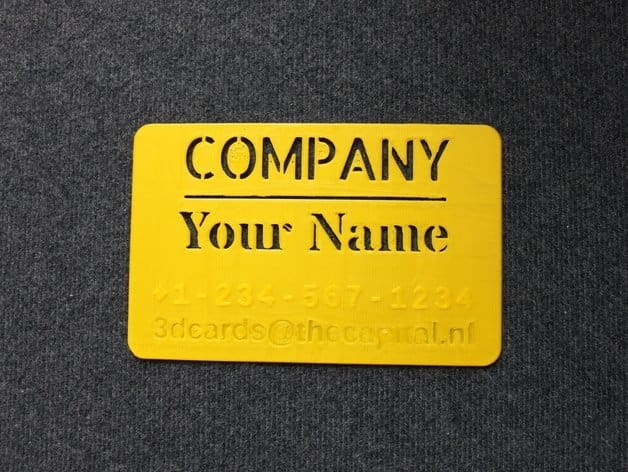 COMPANY
Your Name
+1-234-567-1234
3dcards@thecapital.nl